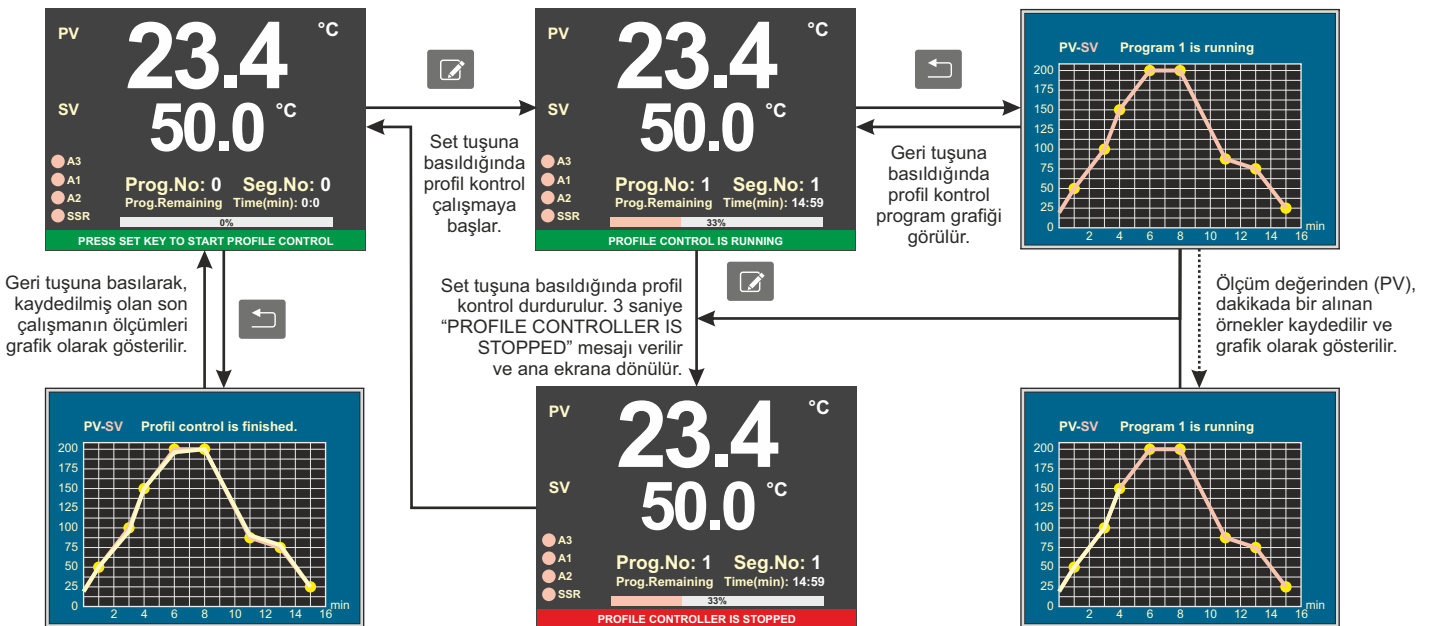 PV
23.4
°C
SV
50.0
°C
A3
A1
A2
SSR
Prog.No: 0 Seg.No: 0
Prog.Remaining Time(min): 0:0
0%
PRESS SET KEY TO START PROFILE CONTROL
Set tuşuna
basıldığında
profil kontrol
çalışmaya
başlar.
PV
23.4
°C
SV
50.0
°C
A3
A1
A2
SSR
Prog.No: 1 Seg.No: 1
Prog.Remaining Time(min): 14:59
33%
PROFILE CONTROL IS RUNNING
Geri tuşuna
basıldığında
profil kontrol
program grafiği
görülür.
PV-SV Program 1 is running
200
175
150
125
100
75
50
25
0
2 4 6 8 10 12 14 16
min
Geri tuşuna basılarak,
kaydedilmiş olan son
çalışmanın ölçümleri
grafik olarak gösterilir.
Set tuşuna basıldığında profil
kontrol durdurulur. 3 saniye
“PROFILE CONTROLLER IS
STOPPED” mesajı verilir
ve ana ekrana dönülür.
Ölçüm değerinden (PV),
dakikada bir alınan
örnekler kaydedilir ve
grafik olarak gösterilir.
PV-SV Profil control is finished.
200
175
150
125
100
75
50
25
0
2 4 6 8 10 12 14 16
min
PV
23.4
°C
SV
50.0
°C
A3
A1
A2
SSR
Prog.No: 1 Seg.No: 1
Prog.Remaining Time(min): 14:59
33%
PROFILE CONTROLLER IS STOPPED
PV-SV Program 1 is running
200
175
150
125
100
75
50
25
0
2 4 6 8 10 12 14 16
min